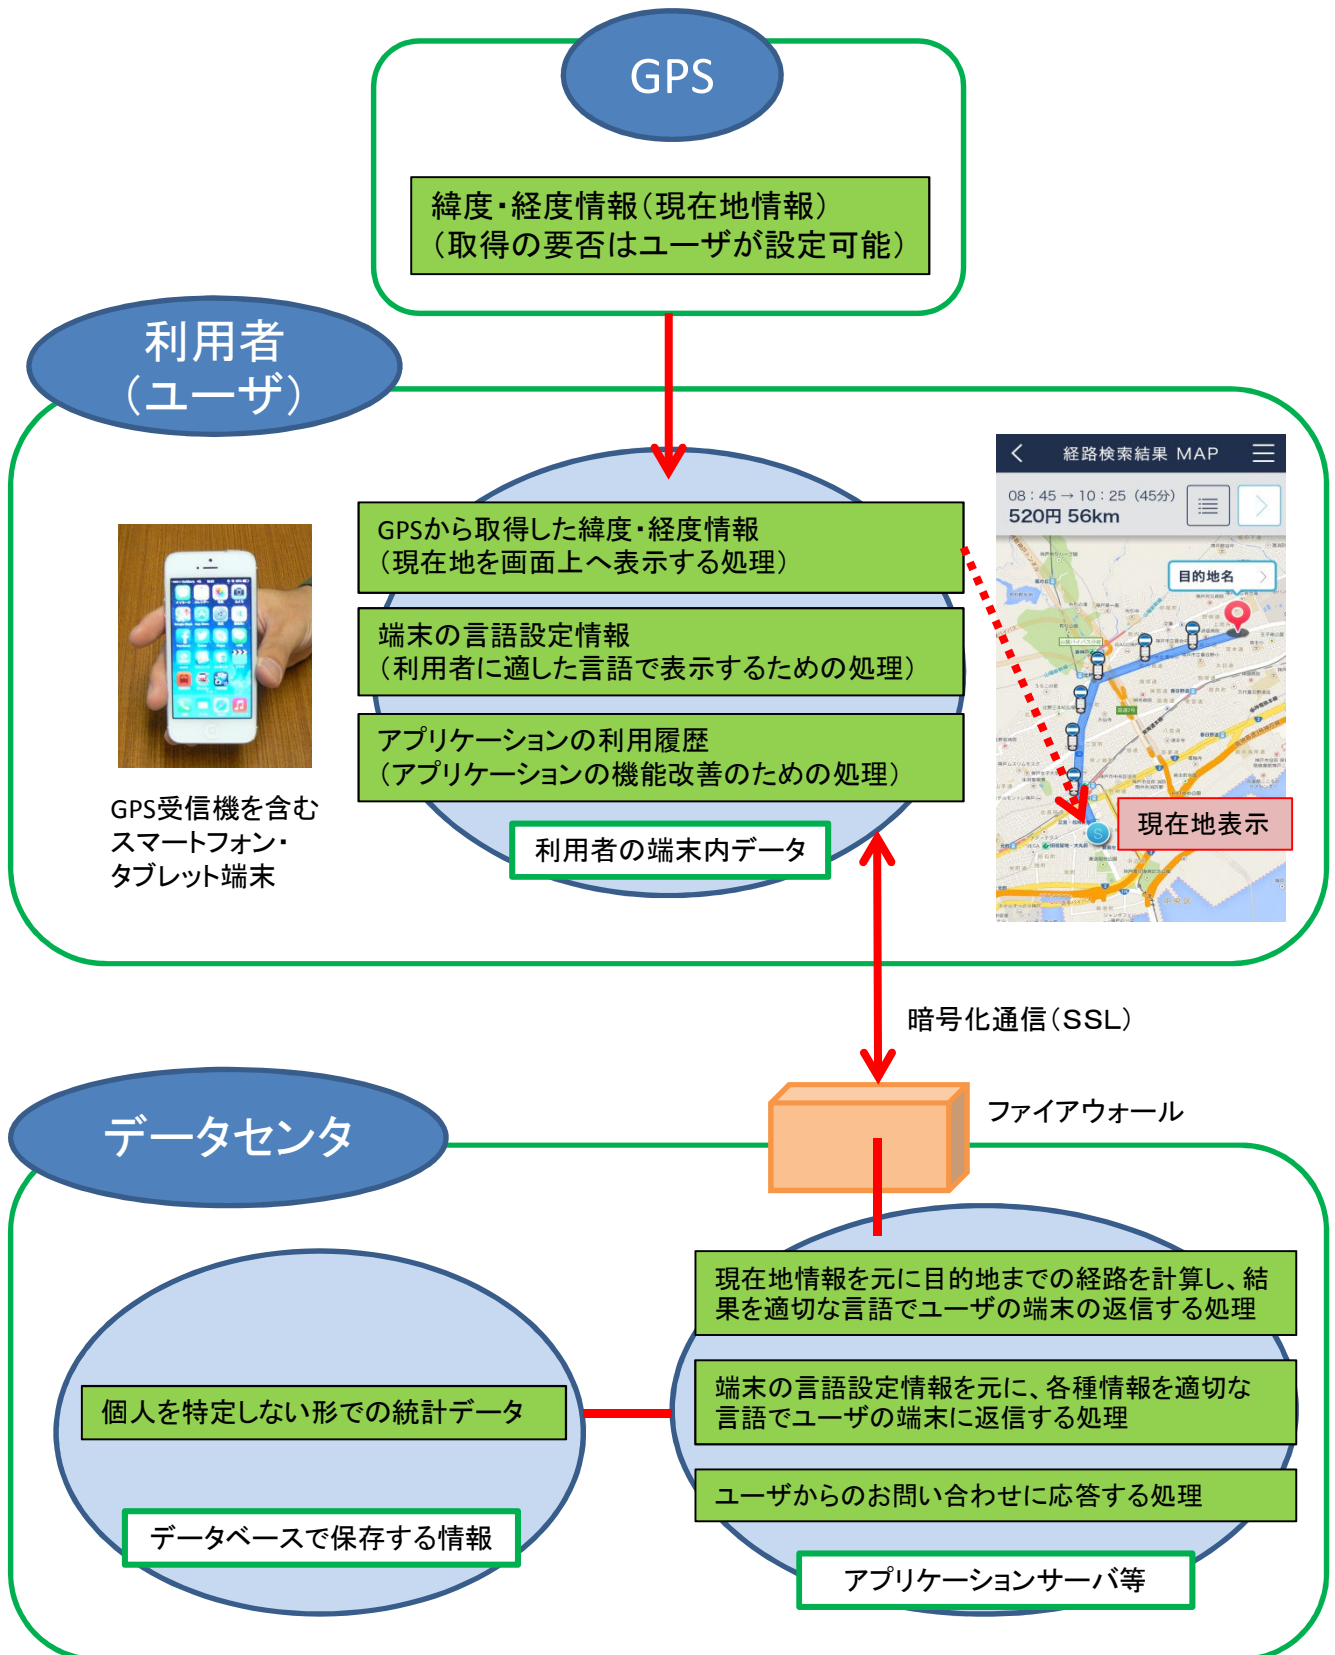 GPS
緯度・経度情報(現在地情報)
(取得の要否はユーザが設定可能)
利用者
(ユーザ)
GPSから取得した緯度・経度情報
(現在地を画面上へ表示する処理)
端末の言語設定情報
(利用者に適した言語で表示するための処理)
アプリケーションの利用履歴
(アプリケーションの機能改善のための処理)
利用者の端末内データ
GPS受信機を含む
スマートフォン・
タブレット端末
経路検索結果 MAP
08:45 → 10:25 (45分)
520円 56km
目的地名
S
現在地表示
暗号化通信(SSL)
ファイアウォール
データセンタ
現在地情報を元に目的地までの経路を計算し、結
果を適切な言語でユーザの端末の返信する処理
端末の言語設定情報を元に、各種情報を適切な
言語でユーザの端末に返信する処理
ユーザからのお問い合わせに応答する処理
アプリケーションサーバ等
個人を特定しない形での統計データ
データベースで保存する情報